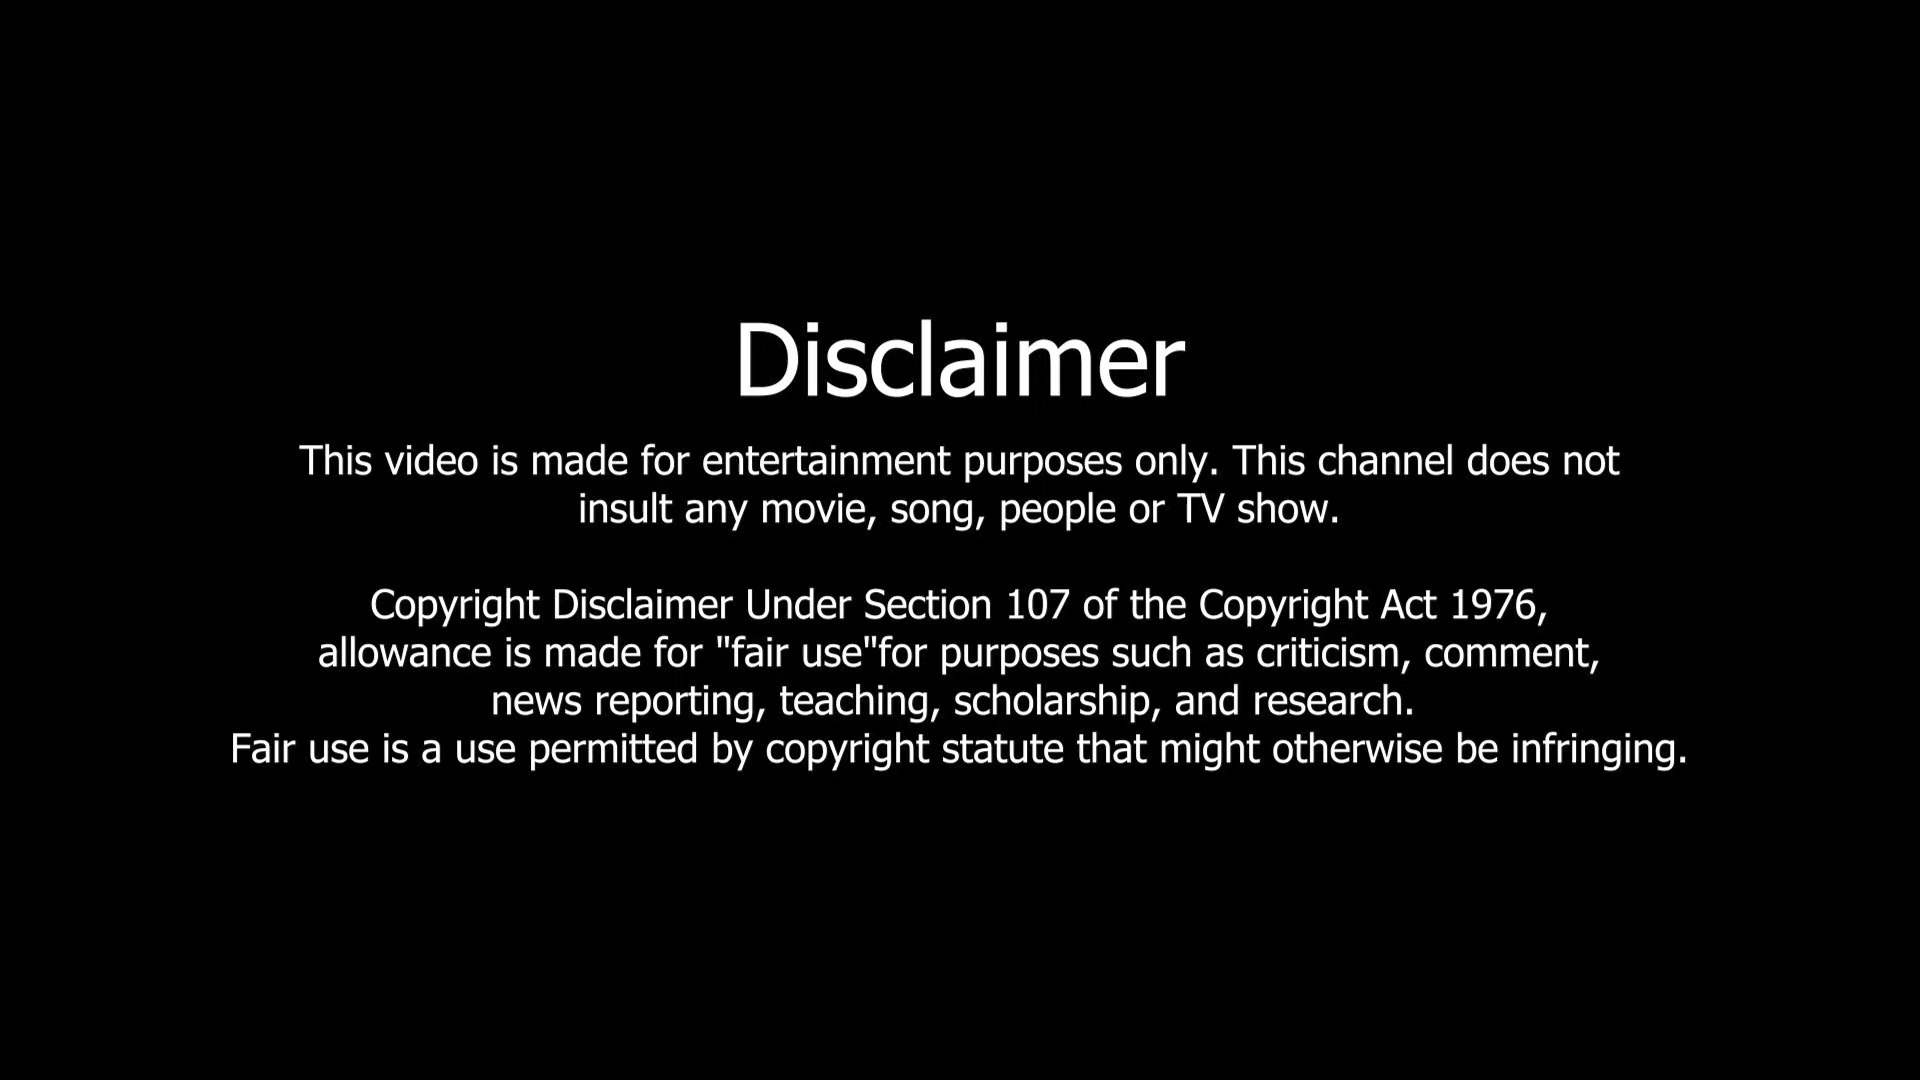 Disclaimer
This video is made for entertainment purposes only. This channel does not
insult any movie, song, people or TV show.
Copyright Disclaimer Under Section 107 of the Copyright Act 1976,
allowance is made for "fair use"for purposes such as criticism, comment,
news reporting, teaching, scholarship, and research.
Fair use is a use permitted by copyright statute that might otherwise be infringing.